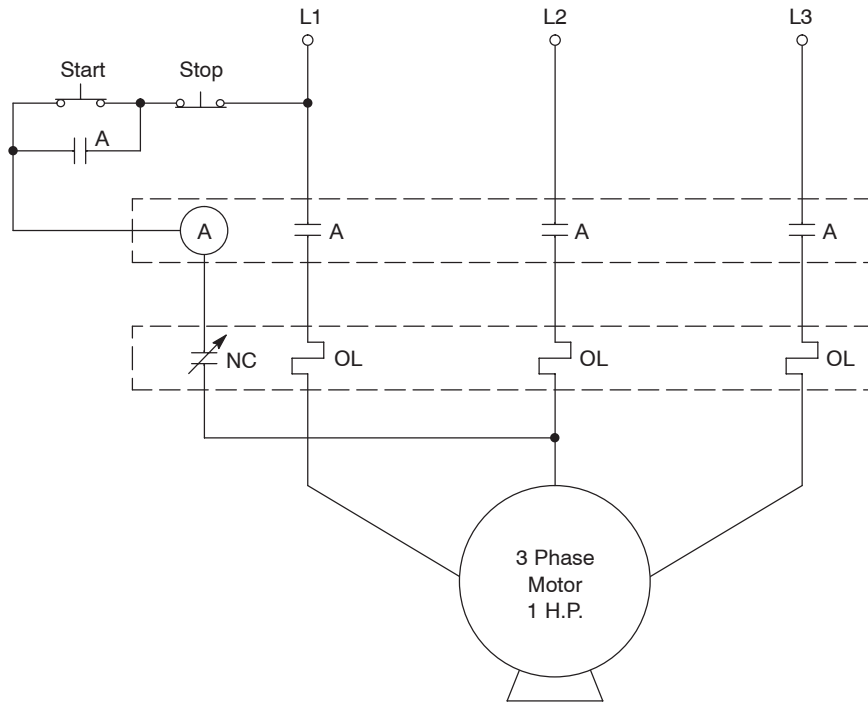 L1
L2
L3
Start
Stop
A
A
A
A
A
NC
OL
OL
OL
3 Phase
Motor
1 H.P.